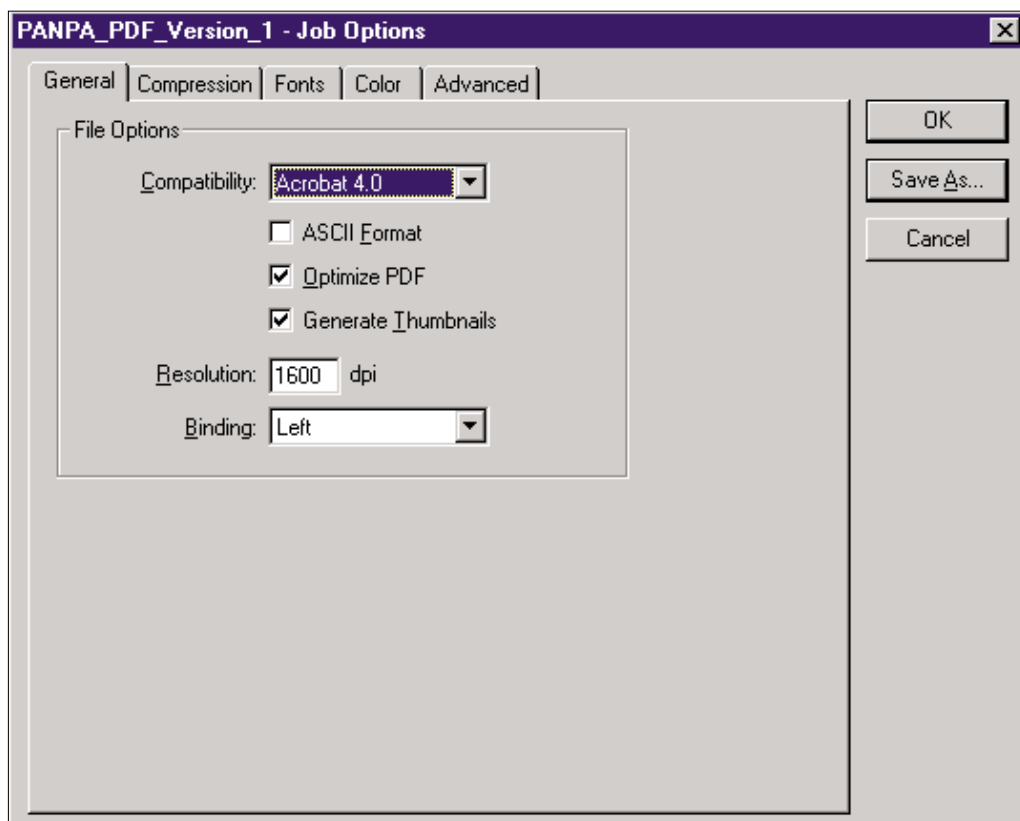 PANPA_PDF_Version_1 - Job Options
General Compression Fonts Color Advanced
File Options
Compatibility: Acrobat 4.0
ASCII Format
Optimize PDF
Generate Thumbnails
Resolution: 1600 dpi
Binding: Left
OK
Save As...
Cancel